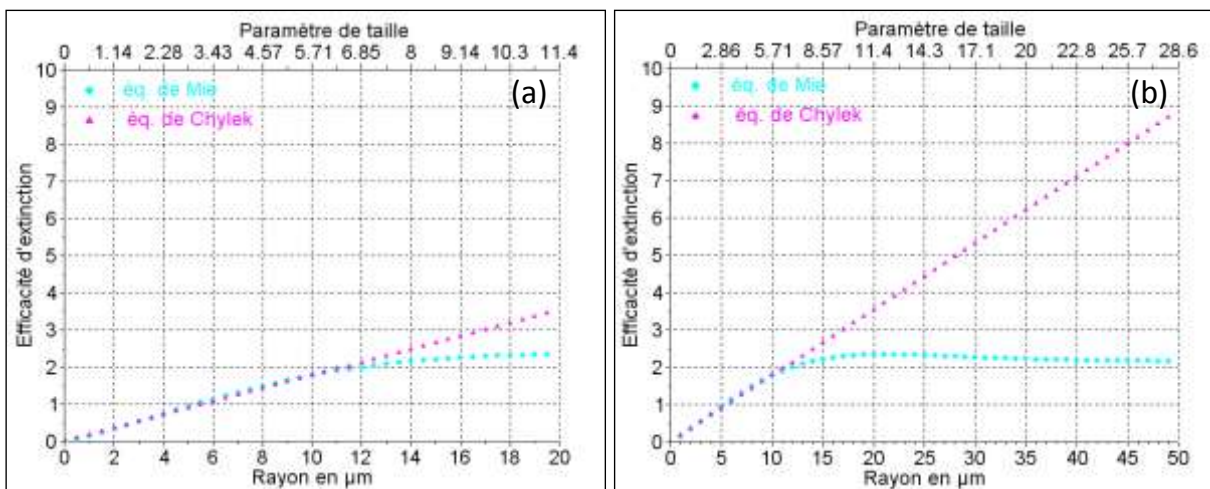 Paramètre de taille
0 1.14 2.28 3.43 4.57 5.71 6.85 8 9.14 10.3 11.4
10
9
8
7
6
5
4
3
2
1
0
éq. de Mie
éq. de Chylek
(a)
Efficacité d'extinction
0 2 4 6 8 10 12 14 16 18 20
Rayon en µm
Paramètre de taille
0 2.86 5.71 8.57 11.4 14.3 17.1 20 22.8 25.7 28.6
10
9
8
7
6
5
4
3
2
1
0
éq. de Mie
éq. de Chylek
(b)
Efficacité d'extinction
0 5 10 15 20 25 30 35 40 45 50
Rayon en µm